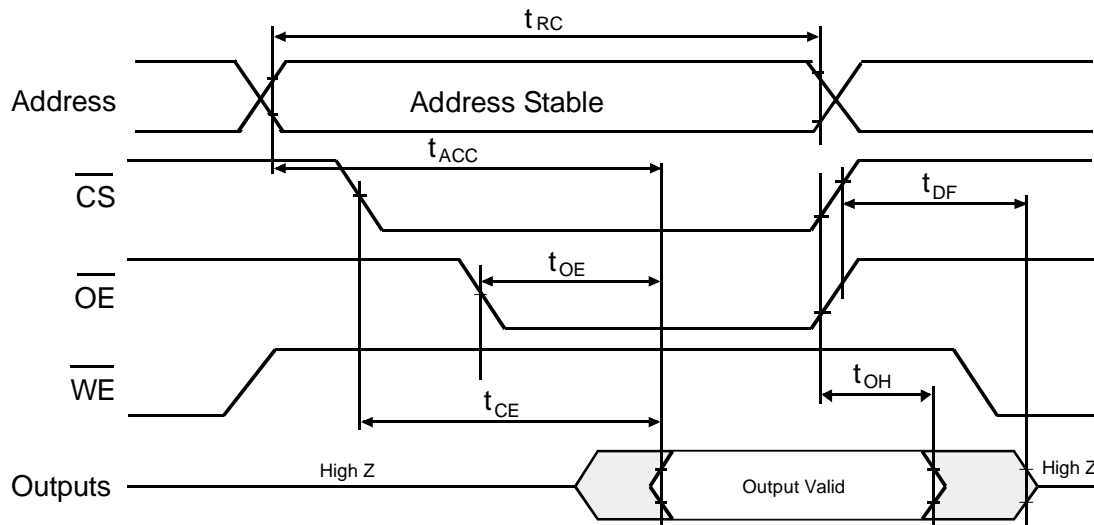 tRC
Address
Address Stable
tACC
CS
tDF
OE
tOE
WE
tOH
tCE
Outputs
High Z
Output Valid
High Z